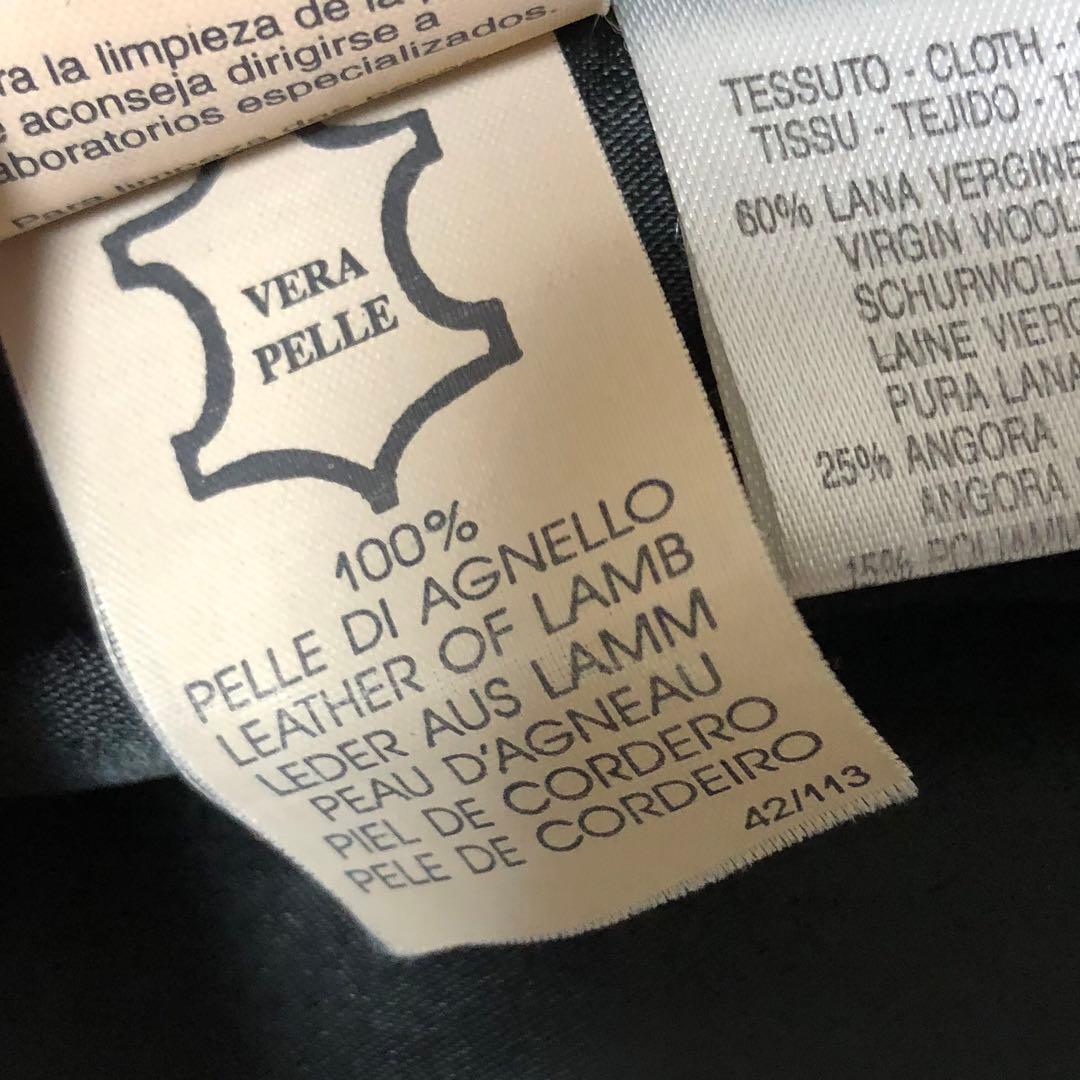 la limpieza de la
aconseja dirigirse a
especializados.
Para
VERA
PELLE
100%
PELLE DI AGNELLO
LEATHER OF LAMB
LEDER AUS LAMM
PEAU D'AGNEAU
PIEL DE CORDERO
PELE DE CORDEIRO
42/113
TESSUTO - CLOTH -
TISSU - TEJIDO -
60% LANA VERGINE
VIRGIN WOOL
SCHURWOLL
LAINE VIERG
PURA LANA
25% ANGORA
ANGORA
15%